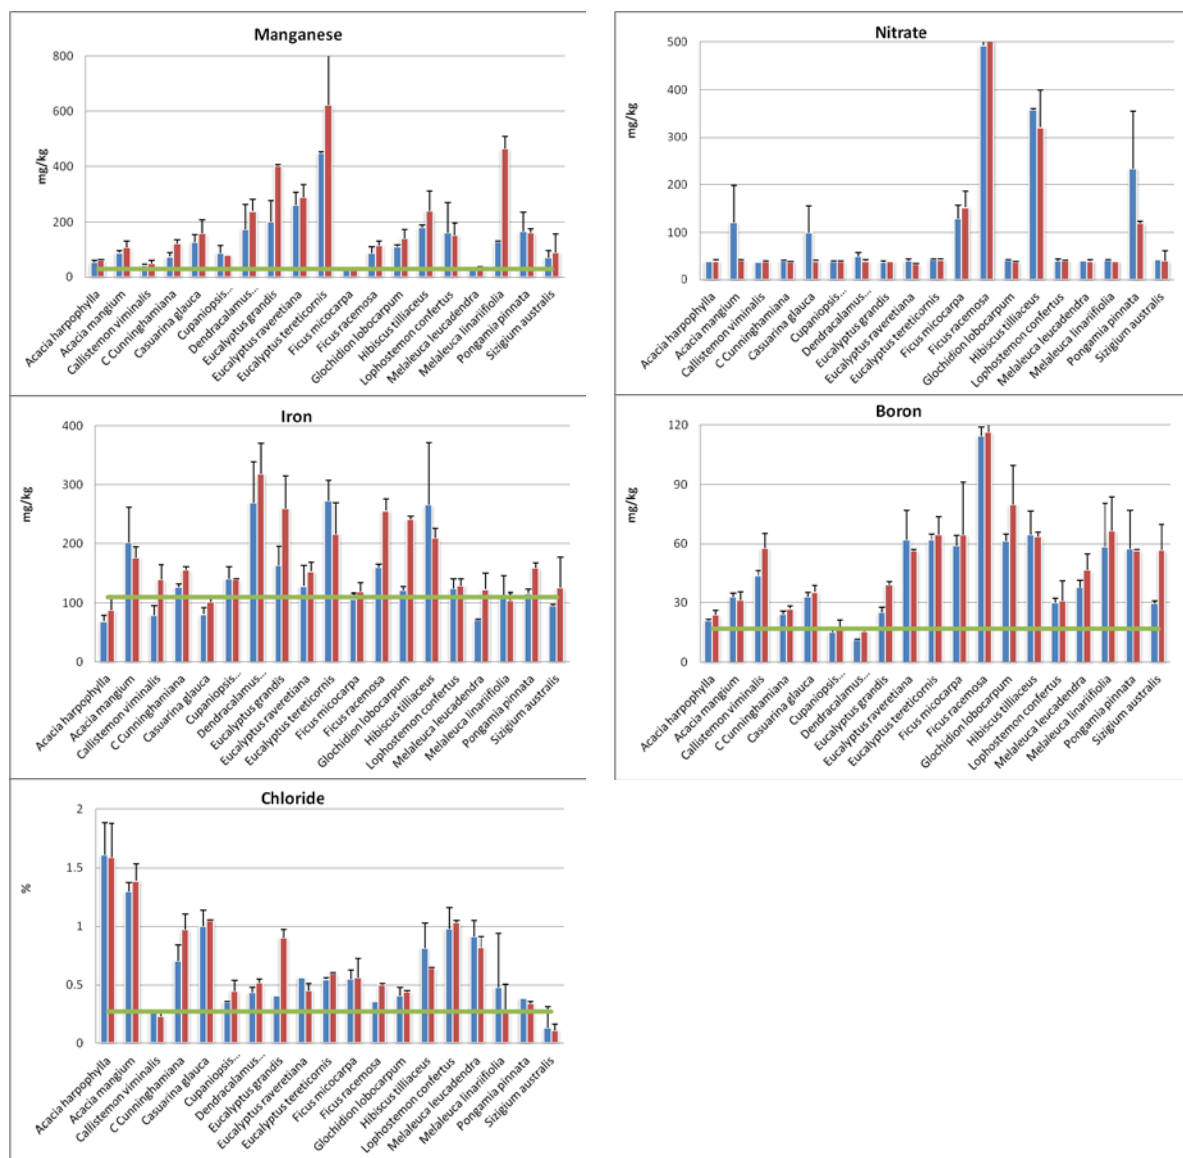 Manganese
800
600
400
200
0
mg/kg
Acacia harpophylla
Acacia mangium
Callistemon viminalis
C Cunninghamiana
Casuarina glauca
Cupaniopsis...
Dendracalamus...
Eucalyptus grandis
Eucalyptus raveretiana
Eucalyptus tereticornis
Ficus micocarpa
Ficus racemosa
Glochidion lobocarpum
Hibiscus tilliaceus
Lophostemon confertus
Melaleuca leucadendra
Melaleuca linariifiolia
Pongamia pinnata
Sizigium australis
Nitrate
500
400
300
200
100
0
mg/kg
Acacia harpophylla
Acacia mangium
Callistemon viminalis
C Cunninghamiana
Casuarina glauca
Cupaniopsis...
Dendracalamus...
Eucalyptus grandis
Eucalyptus raveretiana
Eucalyptus tereticornis
Ficus micocarpa
Ficus racemosa
Glochidion lobocarpum
Hibiscus tilliaceus
Lophostemon confertus
Melaleuca leucadendra
Melaleuca linariifiolia
Pongamia pinnata
Sizigium australis
Iron
400
300
200
100
0
mg/kg
Acacia harpophylla
Acacia mangium
Callistemon viminalis
C Cunninghamiana
Casuarina glauca
Cupaniopsis...
Dendracalamus...
Eucalyptus grandis
Eucalyptus raveretiana
Eucalyptus tereticornis
Ficus micocarpa
Ficus racemosa
Glochidion lobocarpum
Hibiscus tilliaceus
Lophostemon confertus
Melaleuca leucadendra
Melaleuca linariifiolia
Pongamia pinnata
Sizigium australis
Boron
120
90
60
30
0
mg/kg
Acacia harpophylla
Acacia mangium
Callistemon viminalis
C Cunninghamiana
Casuarina glauca
Cupaniopsis...
Dendracalamus...
Eucalyptus grandis
Eucalyptus raveretiana
Eucalyptus tereticornis
Ficus micocarpa
Ficus racemosa
Glochidion lobocarpum
Hibiscus tilliaceus
Lophostemon confertus
Melaleuca leucadendra
Melaleuca linariifiolia
Pongamia pinnata
Sizigium australis
Chloride
2
1.5
1
0.5
0
%
Acacia harpophylla
Acacia mangium
Callistemon viminalis
C Cunninghamiana
Casuarina glauca
Cupaniopsis...
Dendracalamus...
Eucalyptus grandis
Eucalyptus raveretiana
Eucalyptus tereticornis
Ficus micocarpa
Ficus racemosa
Glochidion lobocarpum
Hibiscus tilliaceus
Lophostemon confertus
Melaleuca leucadendra
Melaleuca linariifiolia
Pongamia pinnata
Sizigium australis